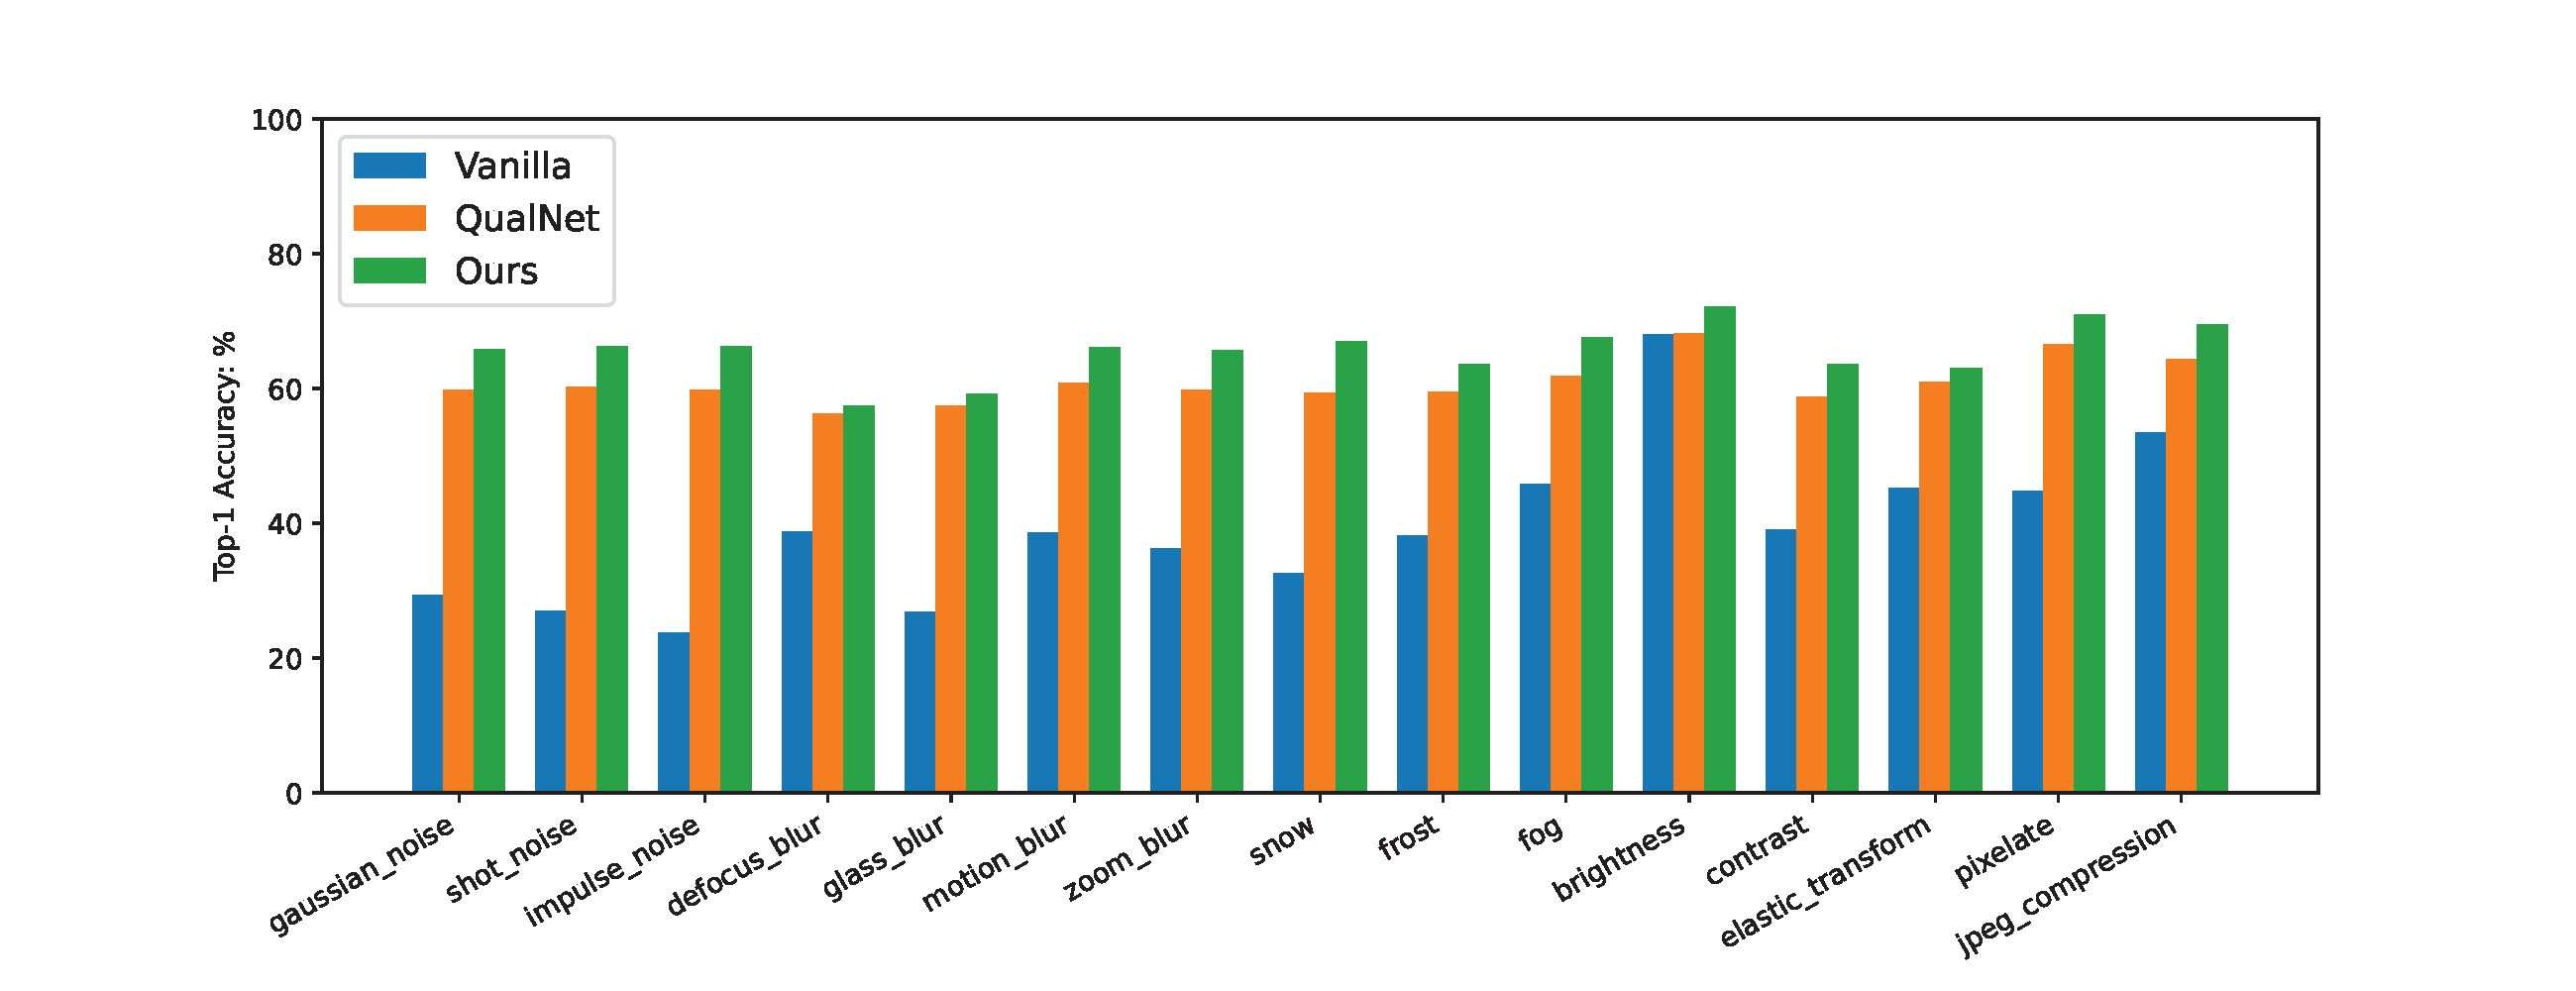 100
80
60
40
20
0
Top-1 Accuracy: %
Vanilla
QualNet
Ours
gaussian_noise
shot_noise
impulse_noise
defocus_blur
glass_blur
motion_blur
zoom_blur
snow
frost
fog
brightness
contrast
elastic_transform
pixelate
jpeg_compression